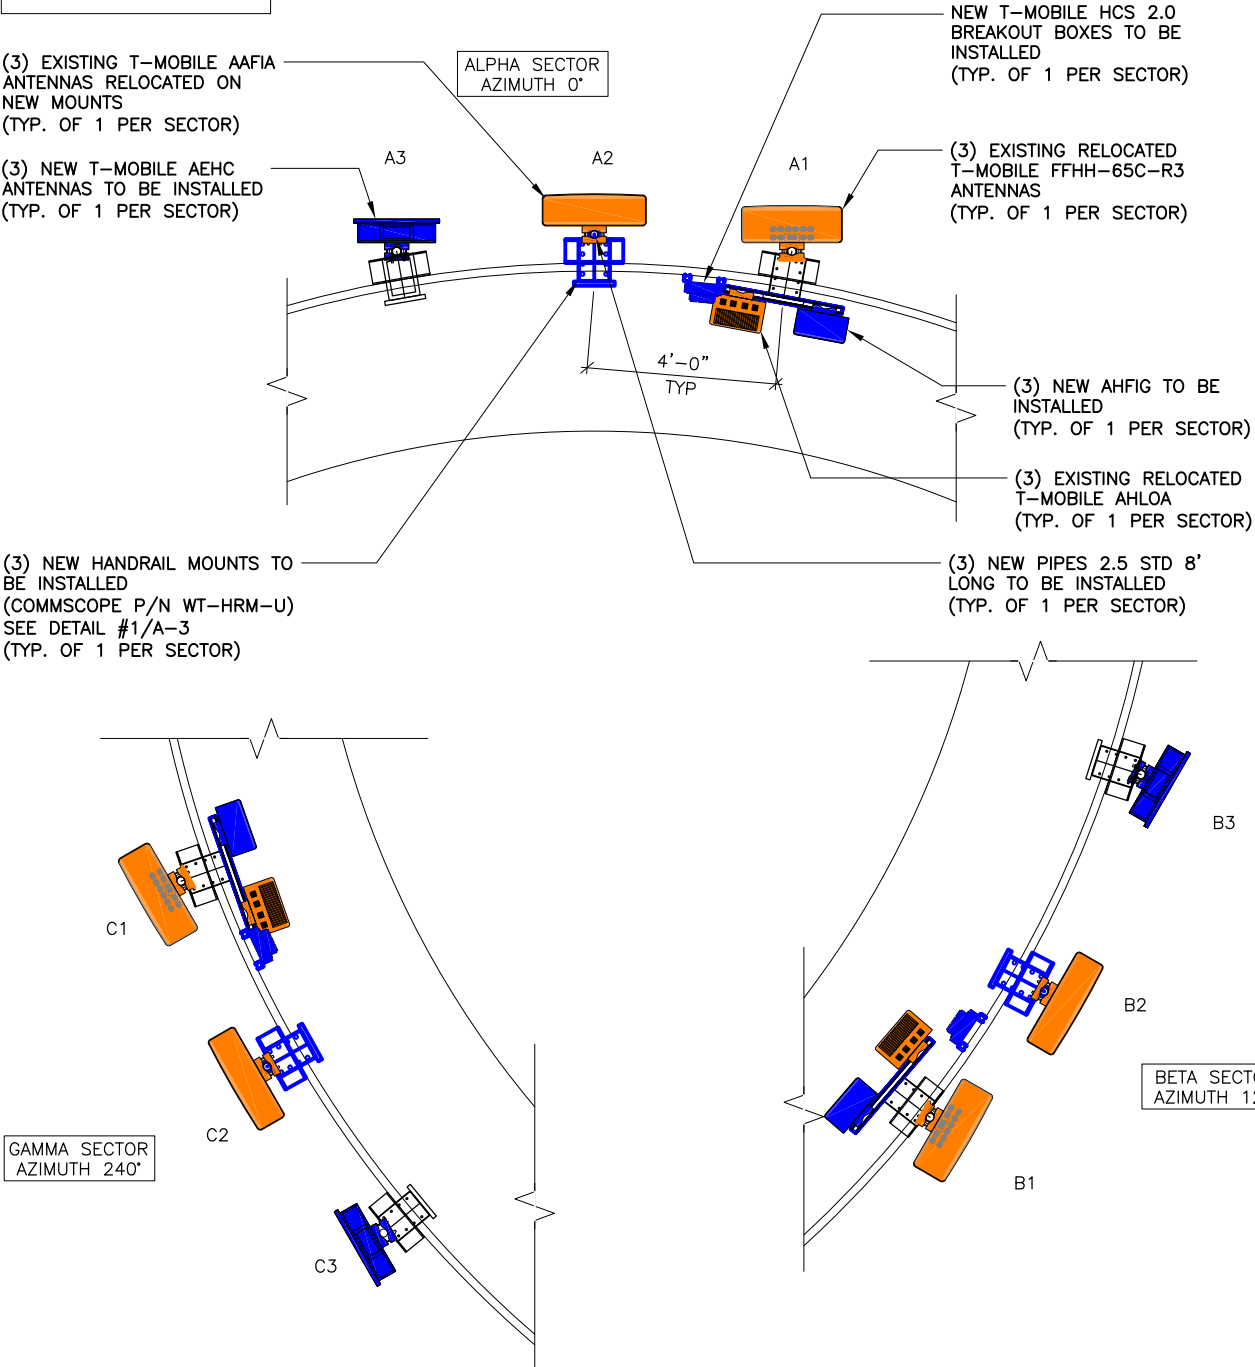 NEW T-MOBILE HCS 2.0
BREAKOUT BOXES TO BE
INSTALLED
(TYP. OF 1 PER SECTOR)
(3) EXISTING T-MOBILE AAFIA
ANTENNAS RELOCATED ON
NEW MOUNTS
(TYP. OF 1 PER SECTOR)
ALPHA SECTOR
AZIMUTH 0°
(3) NEW T-MOBILE AEHC
ANTENNAS TO BE INSTALLED
(TYP. OF 1 PER SECTOR)
A3
A2
A1
(3) EXISTING RELOCATED
T-MOBILE FFHH-65C-R3
ANTENNAS
(TYP. OF 1 PER SECTOR)
4'-0"
TYP
(3) NEW AHFIG TO BE
INSTALLED
(TYP. OF 1 PER SECTOR)
(3) EXISTING RELOCATED
T-MOBILE AHLOA
(TYP. OF 1 PER SECTOR)
(3) NEW HANDRAIL MOUNTS TO
BE INSTALLED
(COMMSCOPE P/N WT-HRM-U)
SEE DETAIL #1/A-3
(TYP. OF 1 PER SECTOR)
(3) NEW PIPES 2.5 STD 8'
LONG TO BE INSTALLED
(TYP. OF 1 PER SECTOR)
B3
C1
B2
BETA
AZIMUTH
C2
GAMMA SECTOR
AZIMUTH 240°
B1
C3